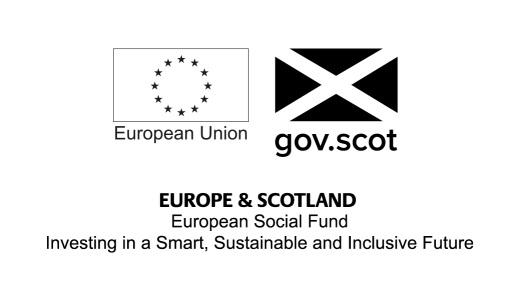 European Union
gov.scot
EUROPE & SCOTLAND
European Social Fund
Investing in a Smart, Sustainable and Inclusive Future